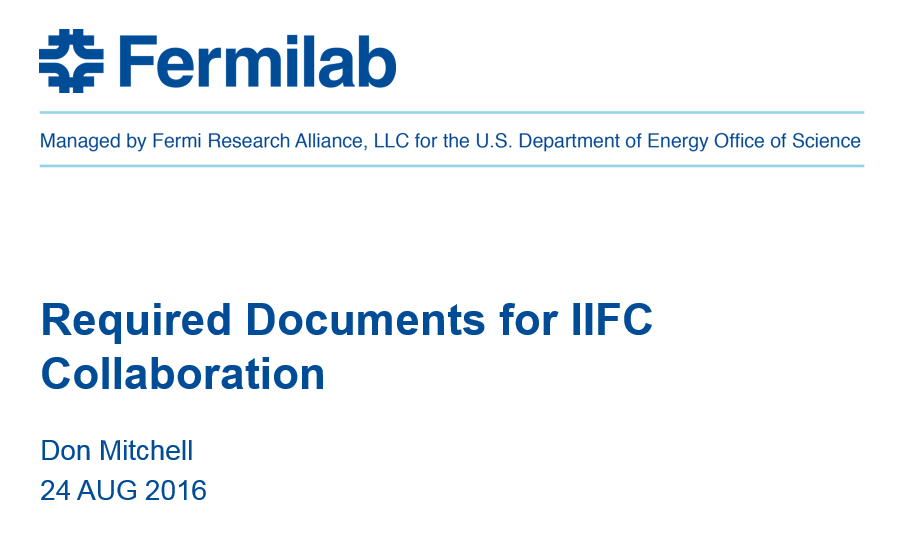 Fermilab
Managed by Fermi Research Alliance, LLC for the U.S. Department of Energy Office of Science
Required Documents for IIFC
Collaboration
Don Mitchell
24 AUG 2016